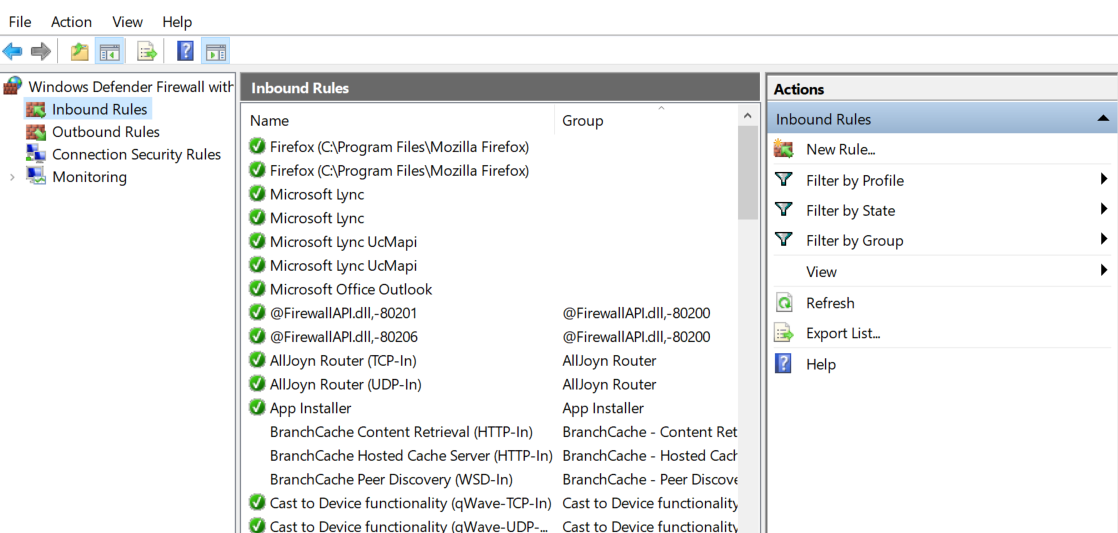 File Action View Help
Windows Defender Firewall with
Inbound Rules
Outbound Rules
Connection Security Rules
Monitoring
Inbound Rules
Name Group
Firefox (C:\Program Files\Mozilla Firefox)
Firefox (C:\Program Files\Mozilla Firefox)
Microsoft Lync
Microsoft Lync
Microsoft Lync UcMapi
Microsoft Lync UcMapi
Microsoft Office Outlook
@FirewallAPI.dll,-80201 @FirewallAPI.dll,-80200
@FirewallAPI.dll,-80206 @FirewallAPI.dll,-80200
AllJoyn Router (TCP-In) AllJoyn Router
AllJoyn Router (UDP-In) AllJoyn Router
App Installer App Installer
BranchCache Content Retrieval (HTTP-In) BranchCache - Content Ret
BranchCache Hosted Cache Server (HTTP-In) BranchCache - Hosted Cach
BranchCache Peer Discovery (WSD-In) BranchCache - Peer Discove
Cast to Device functionality (qWave-TCP-In) Cast to Device functionality
Cast to Device functionality (qWave-UDP-... Cast to Device functionality
Actions
Inbound Rules
New Rule...
Filter by Profile
Filter by State
Filter by Group
View
Refresh
Export List...
Help